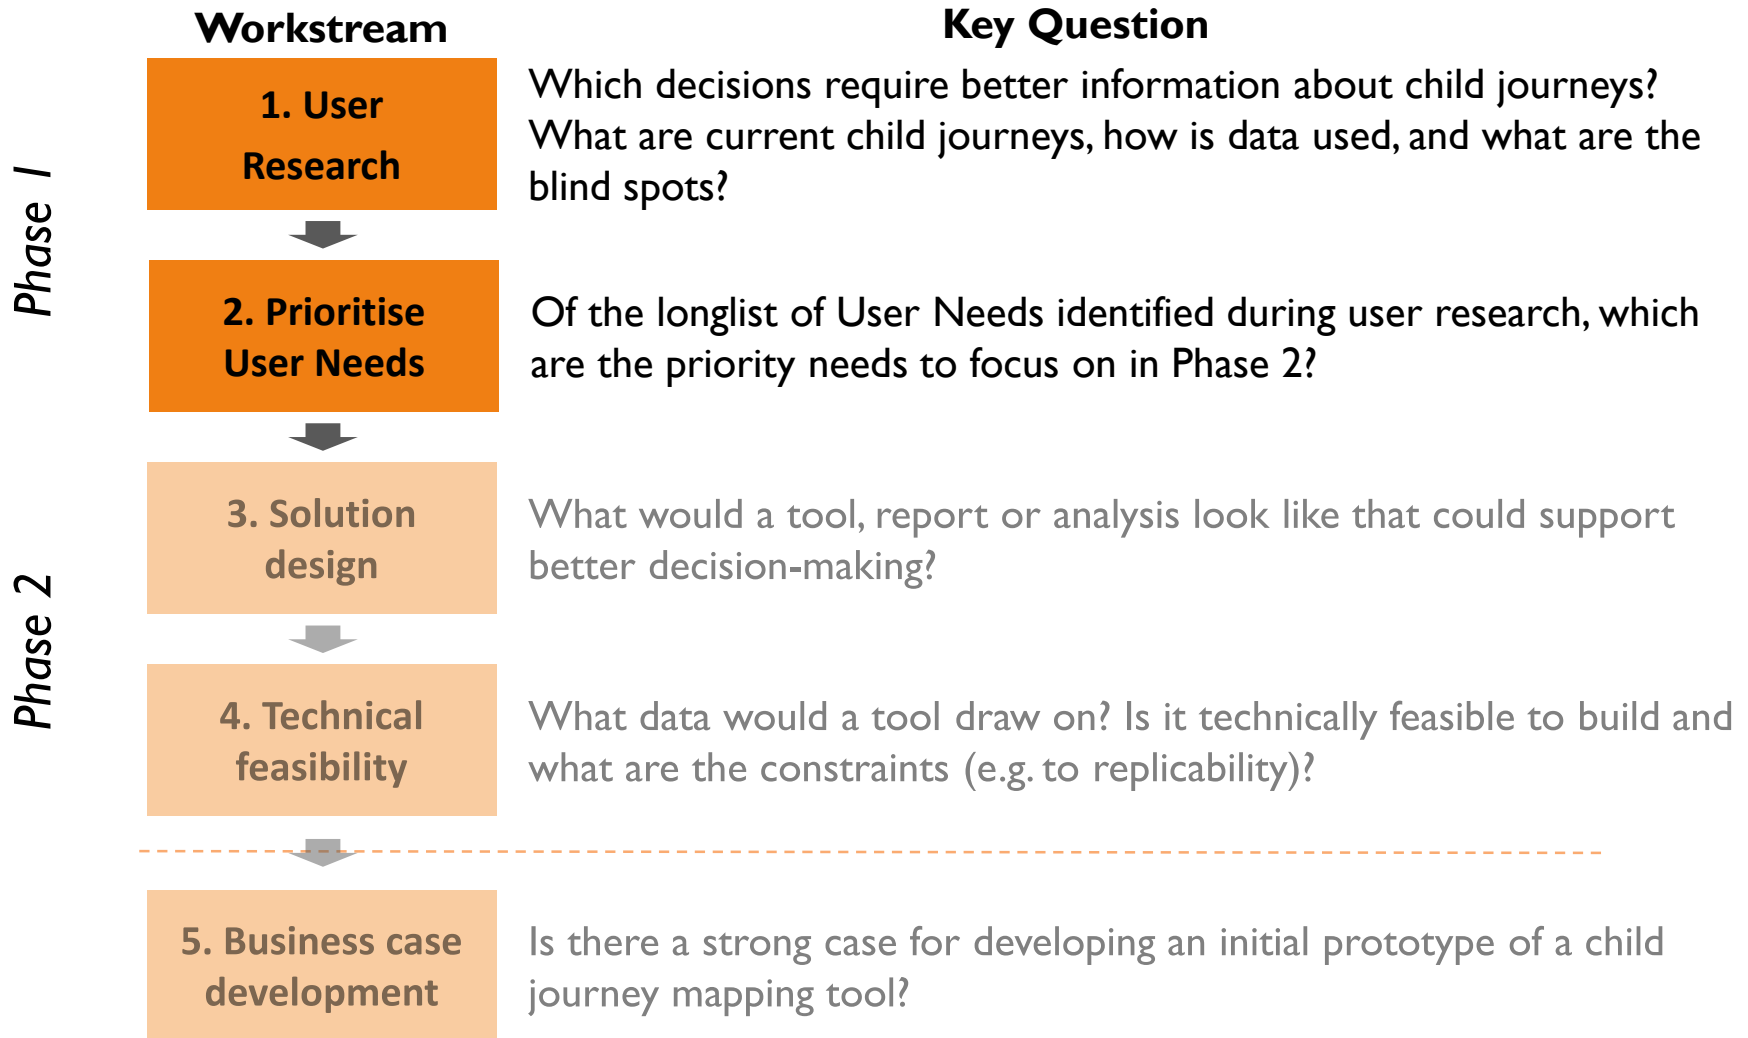 Workstream
Key Question
Phase 1
1. User
Research
Which decisions require better information about child journeys?
What are current child journeys, how is data used, and what are the
blind spots?
2. Prioritise
User Needs
Of the longlist of User Needs identified during user research, which
are the priority needs to focus on in Phase 2?
Phase 2
3. Solution
design
What would a tool, report or analysis look like that could support
better decision-making?
4. Technical
feasibility
What data would a tool draw on? Is it technically feasible to build and
what are the constraints (e.g. to replicability)?
5. Business case
development
Is there a strong case for developing an initial prototype of a child
journey mapping tool?